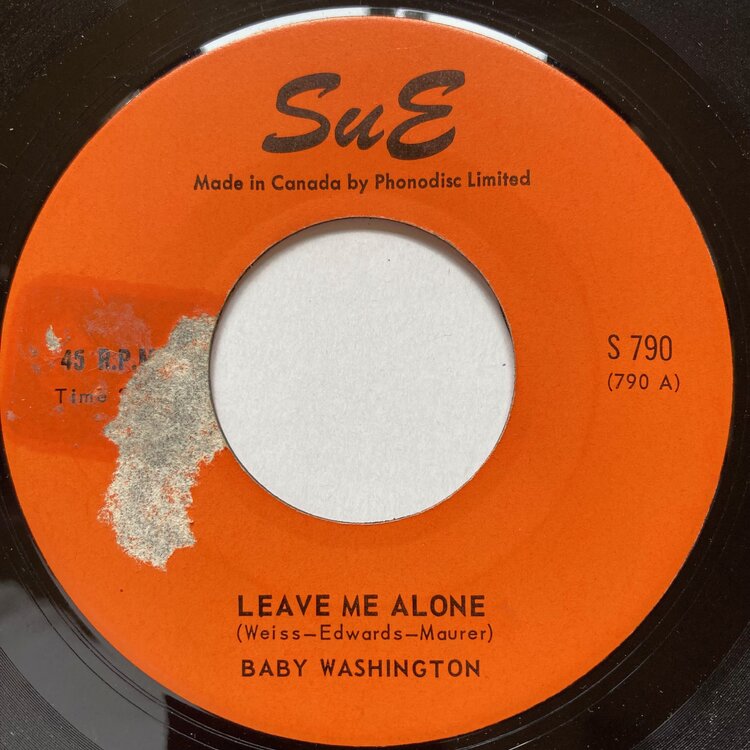 SuE
Made in Canada by Phonodisc Limited
45 R.P.M
Time
S 790
(790 A)
LEAVE ME ALONE
(Weiss—Edwards—Maurer)
BABY WASHINGTON